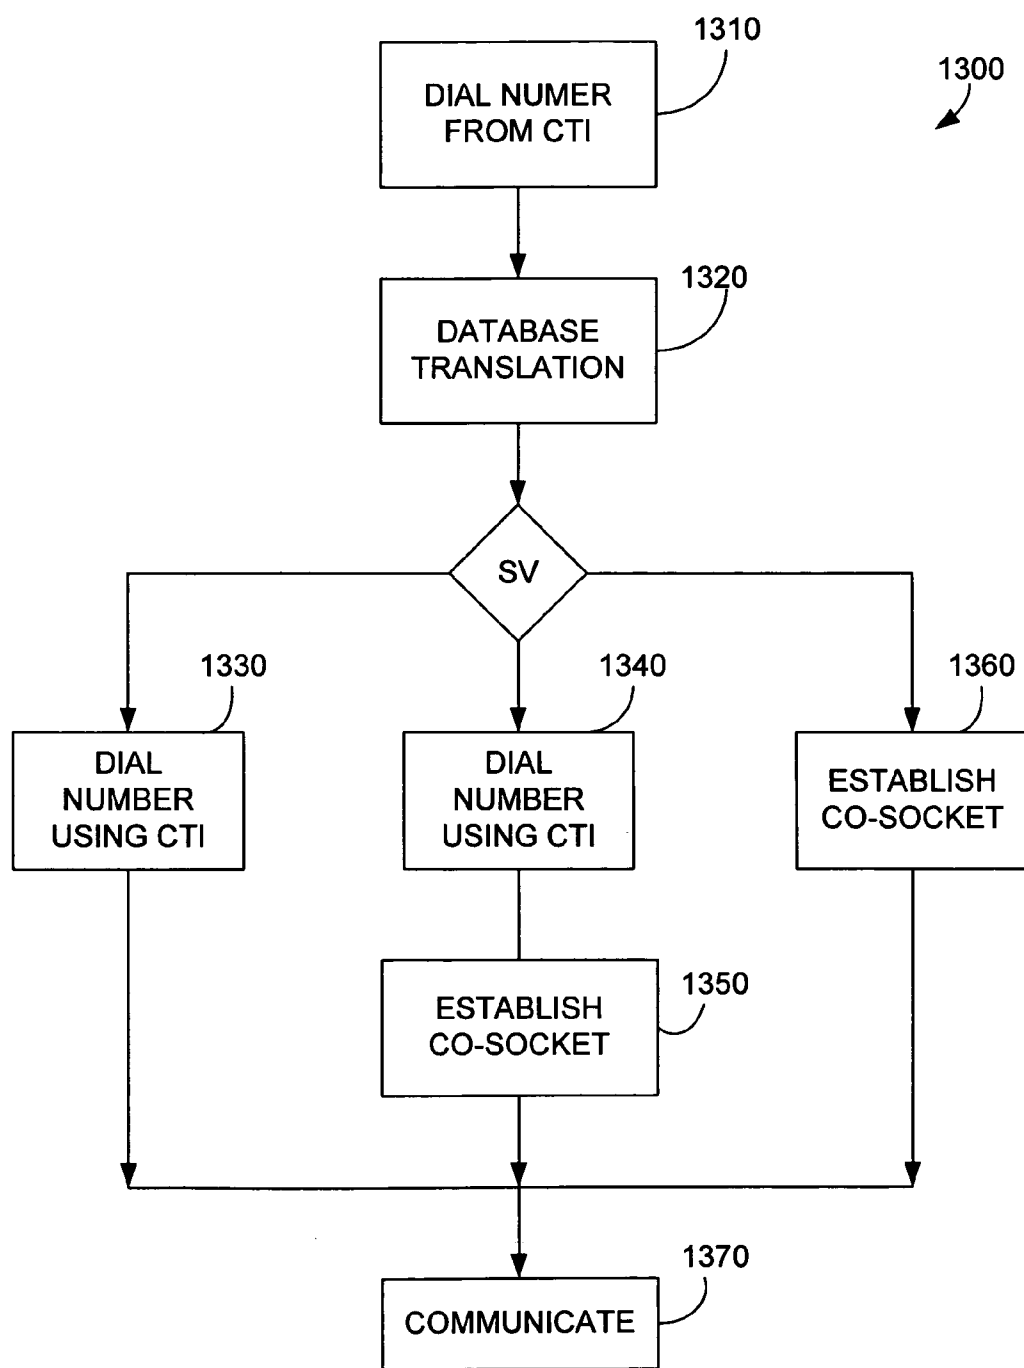 1310
1300
DIAL NUMER
FROM CTI
1320
DATABASE
TRANSLATION
SV
1330
1340
1360
DIAL
NUMBER
USING CTI
DIAL
NUMBER
USING CTI
ESTABLISH
CO-SOCKET
1350
ESTABLISH
CO-SOCKET
1370
COMMUNICATE